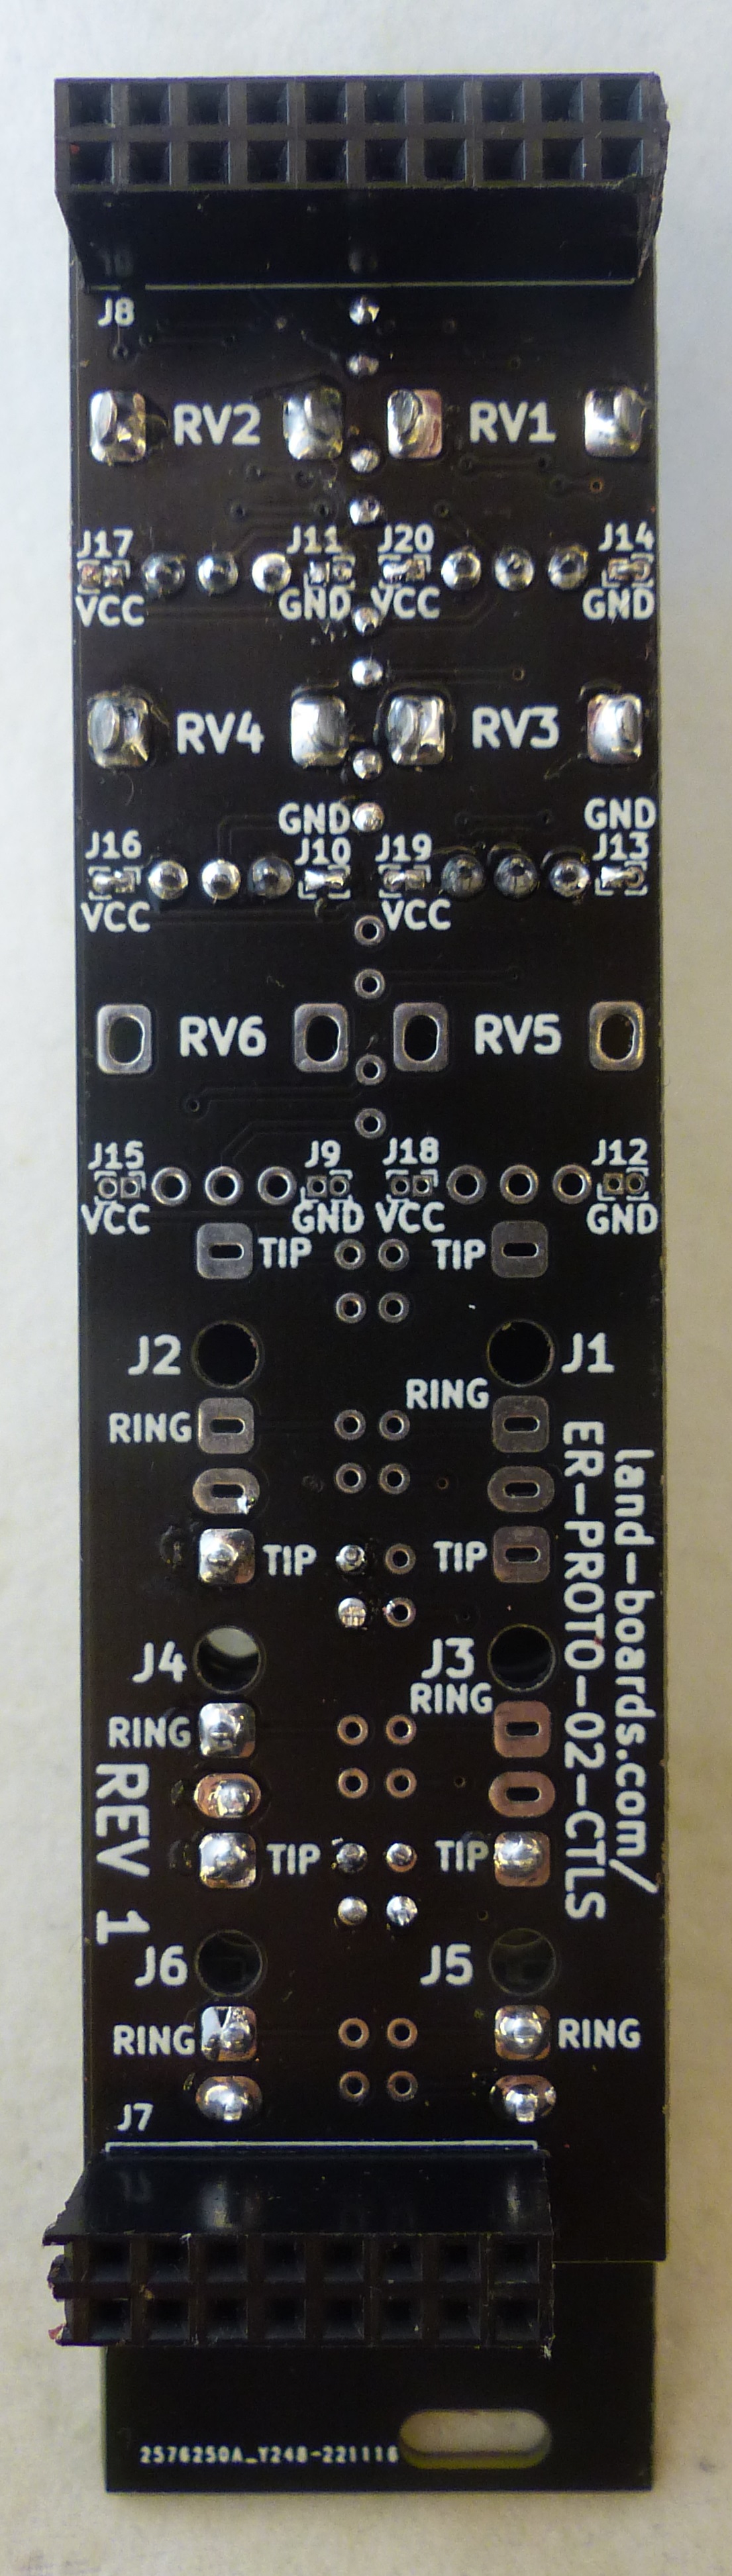 J8
RV2 RV1
J17 J11 J20 J14
VCC GND VCC GND
RV4 RV3
GND GND
J16 J10 J19 J13
VCC VCC
RV6 RV5
J15 J9 J18 J12
VCC GND VCC GND
TIP TIP
J2 J1
RING RING
TIP TIP
J4 J3
RING RING
TIP TIP
J6 J5
RING RING
J7
land-boards.com/
ER-PROTO-02-CTLS
REV 1
2576250A_Y248-221116